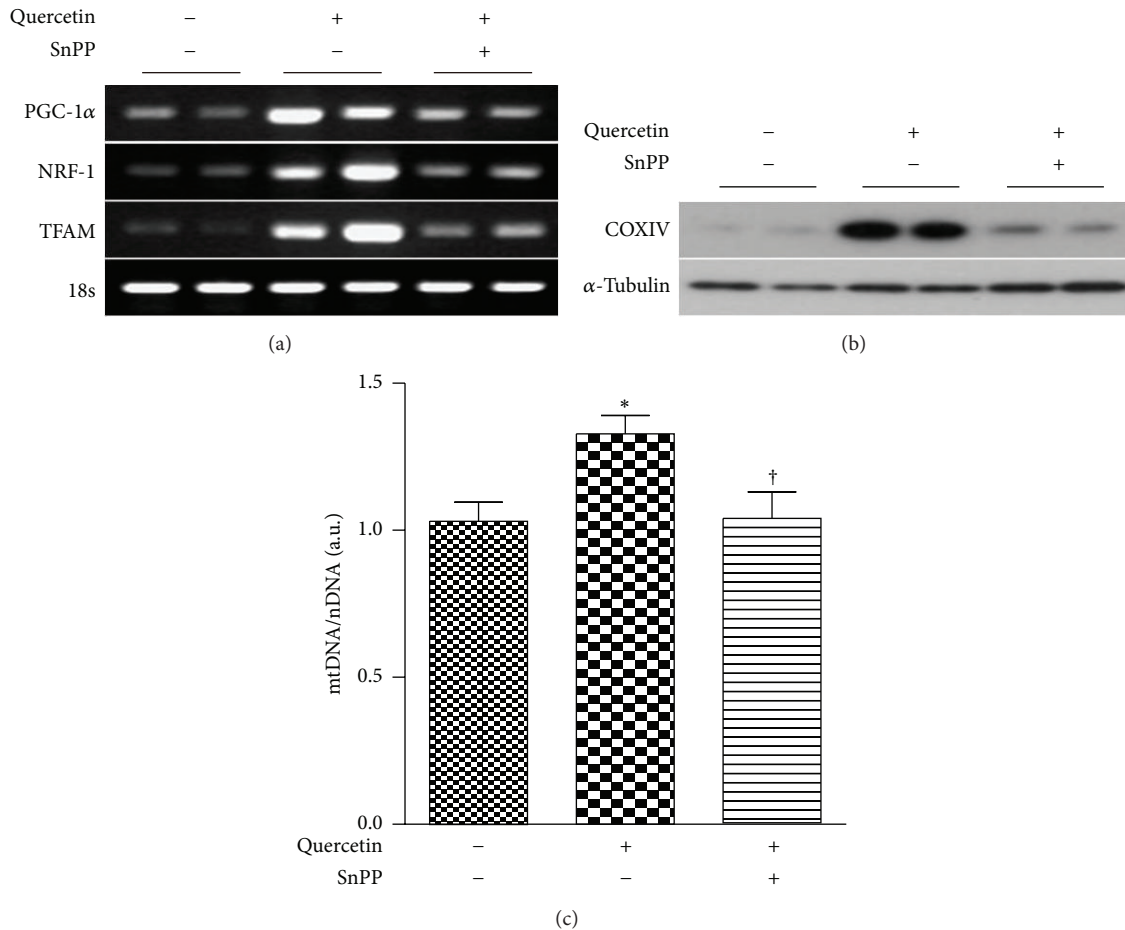 Quercetin − + +
SnPP − − +
PGC-1α
NRF-1
TFAM
18s
(a)
Quercetin − + +
SnPP − − +
COXIV
α-Tubulin
(b)
mtDNA/nDNA (a.u.)
1.5
1.0
0.5
0.0
*
†
Quercetin − + +
SnPP − − +
(c)